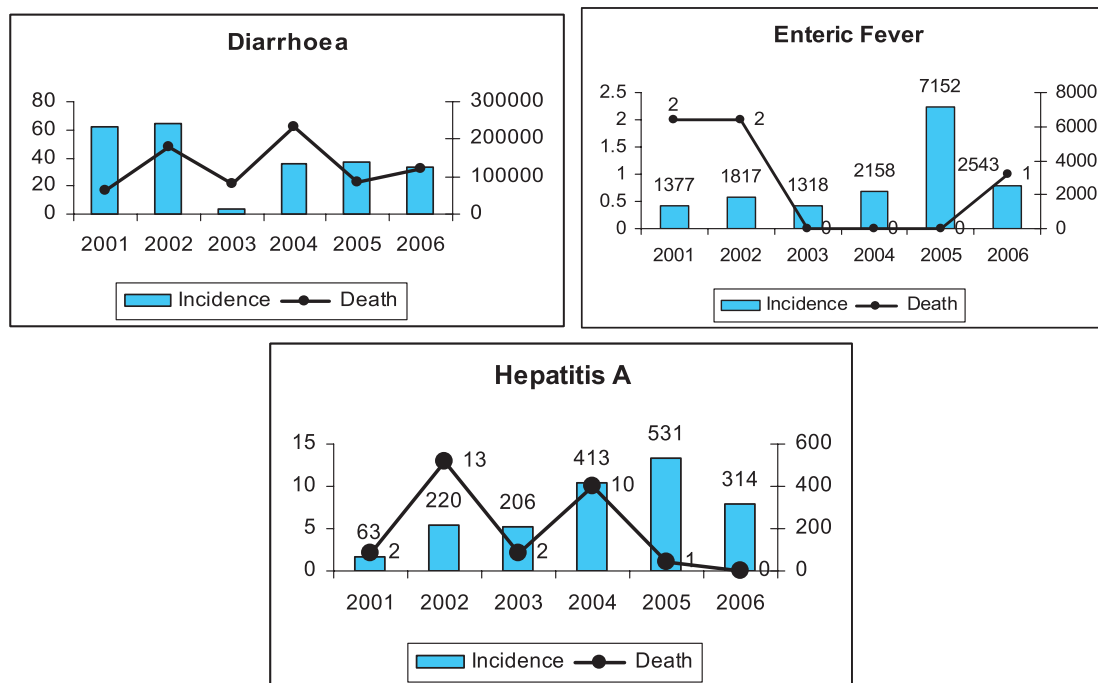 Diarrhoea
80 300000
60 200000
40
20 100000
0 0
2001 2002 2003 2004 2005 2006
Incidence Death
Enteric Fever
7152
2.5 8000
2 2 2 6000
1.5 1377 1817 1318 2158 2543 1 4000
1
0.5 2000
0 0 0 0 0
2001 2002 2003 2004 2005 2006
Incidence Death
Hepatitis A
531
15 413 600
13 314
10 220 206 10 400
5 63 200
2 2 1
0 0 0
2001 2002 2003 2004 2005 2006
Incidence Death